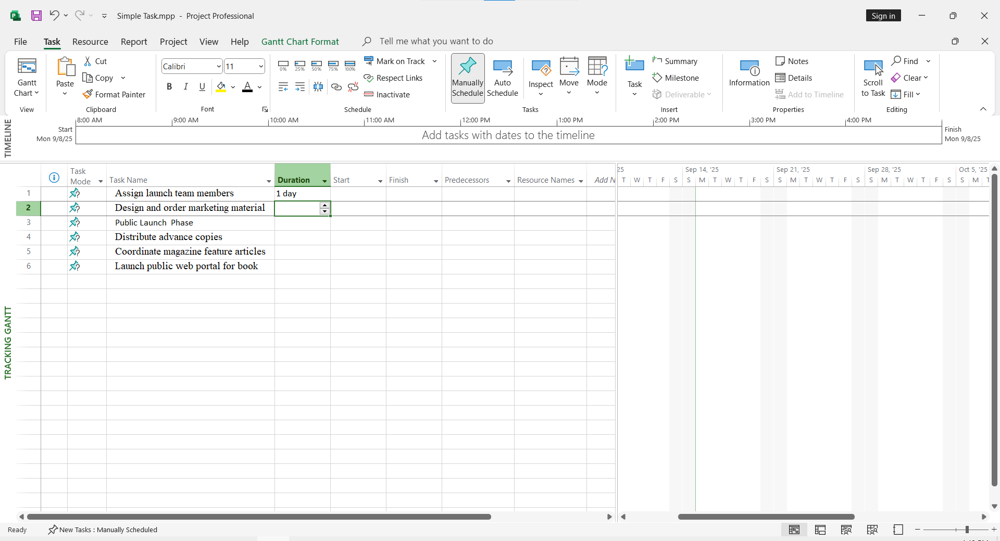 Simple Task.mpp - Project Professional
Sign in
File Task Resource Report Project View Help Gantt Chart Format Tell me what you want to do
Gantt Chart
View
Paste
Cut
Copy
Format Painter
Clipboard
Calibri 11
B I U A
Font
0% 25% 50% 75% 100%
Mark on Track
Respect Links
Inactivate
Schedule
Manually Schedule
Auto Schedule
Inspect
Move
Mode
Tasks
Task
Summary
Milestone
Deliverable
Insert
Information
Notes
Details
Add to Timeline
Properties
Scroll to Task
Find
Clear
Fill
Editing
TIMELINE
8:00 AM 9:00 AM 10:00 AM 11:00 AM 12:00 PM 1:00 PM 2:00 PM 3:00 PM 4:00 PM
Start
Mon 9/8/25
Add tasks with dates to the timeline
Finish
Mon 9/8/25
TRACKING GANTT
Task Mode Task Name Duration Start Finish Predecessors Resource Names Add N
25 Sep 14, '25 Sep 21, '25 Sep 28, '25 Oct 5, '25
T W T F S S M T W T F S S M T W T F S S M T W T F S S M T
1 Assign launch team members 1 day
2 Design and order marketing material
3 Public Launch Phase
4 Distribute advance copies
5 Coordinate magazine feature articles
6 Launch public web portal for book
Ready New Tasks : Manually Scheduled